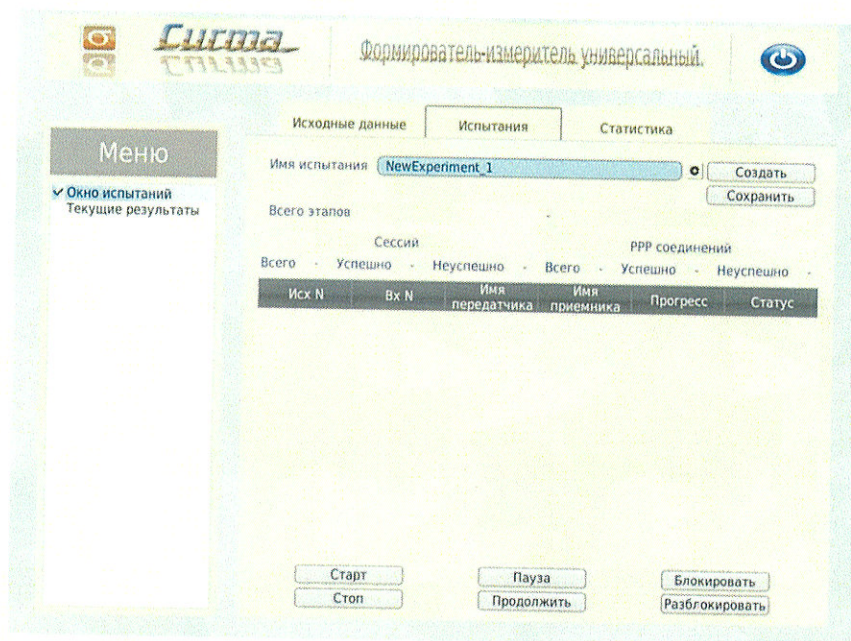 Сигма
Формирователь-измеритель универсальный.
Исходные данные Испытания Статистика
Меню
✓ Окно испытаний
Текущие результаты
Имя испытания NewExperiment_1 Создать
Сохранить
Всего этапов -
Сессий PPP соединений
Всего - Успешно - Неуспешно - Всего - Успешно - Неуспешно -
Исх N Вх N Имя передатчика Имя приемника Прогресс Статус
Старт Пауза Блокировать
Стоп Продолжить Разблокировать